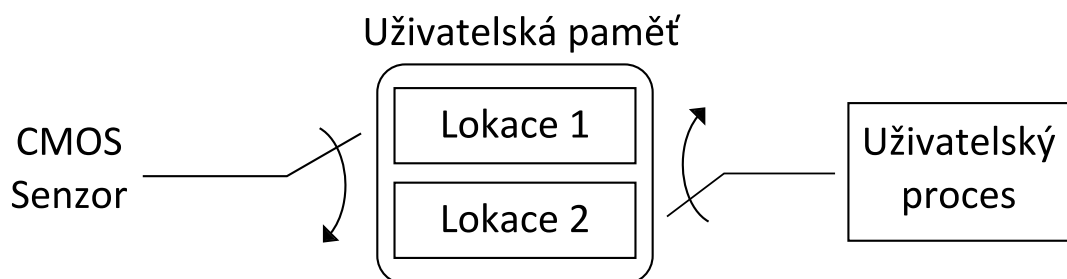 Uživatelská paměť
CMOS
Senzor
Lokace 1
Lokace 2
Uživatelský
proces